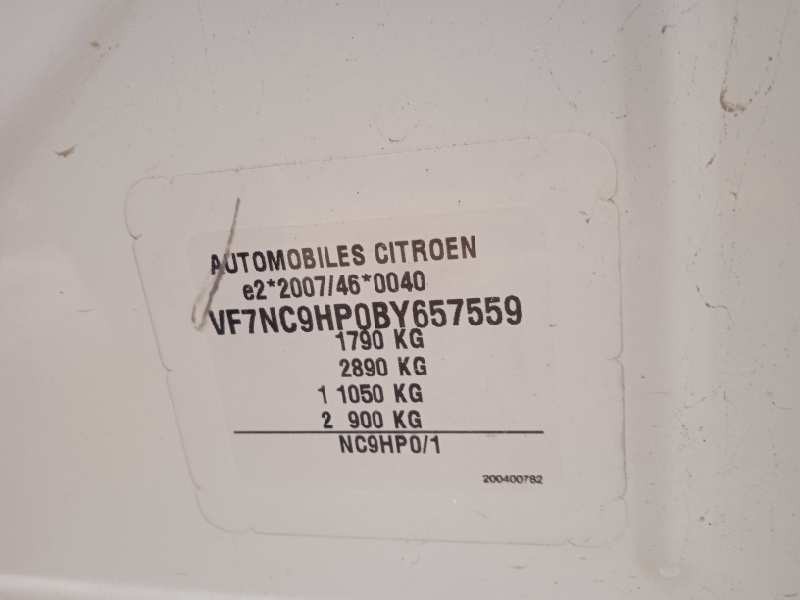 AUTOMOBILES CITROEN
e2*2007/46*0040
VF7NC9HP0BY657559
1790 KG
2890 KG
1 1050 KG
2 900 KG
NC9HP0/1
200400782